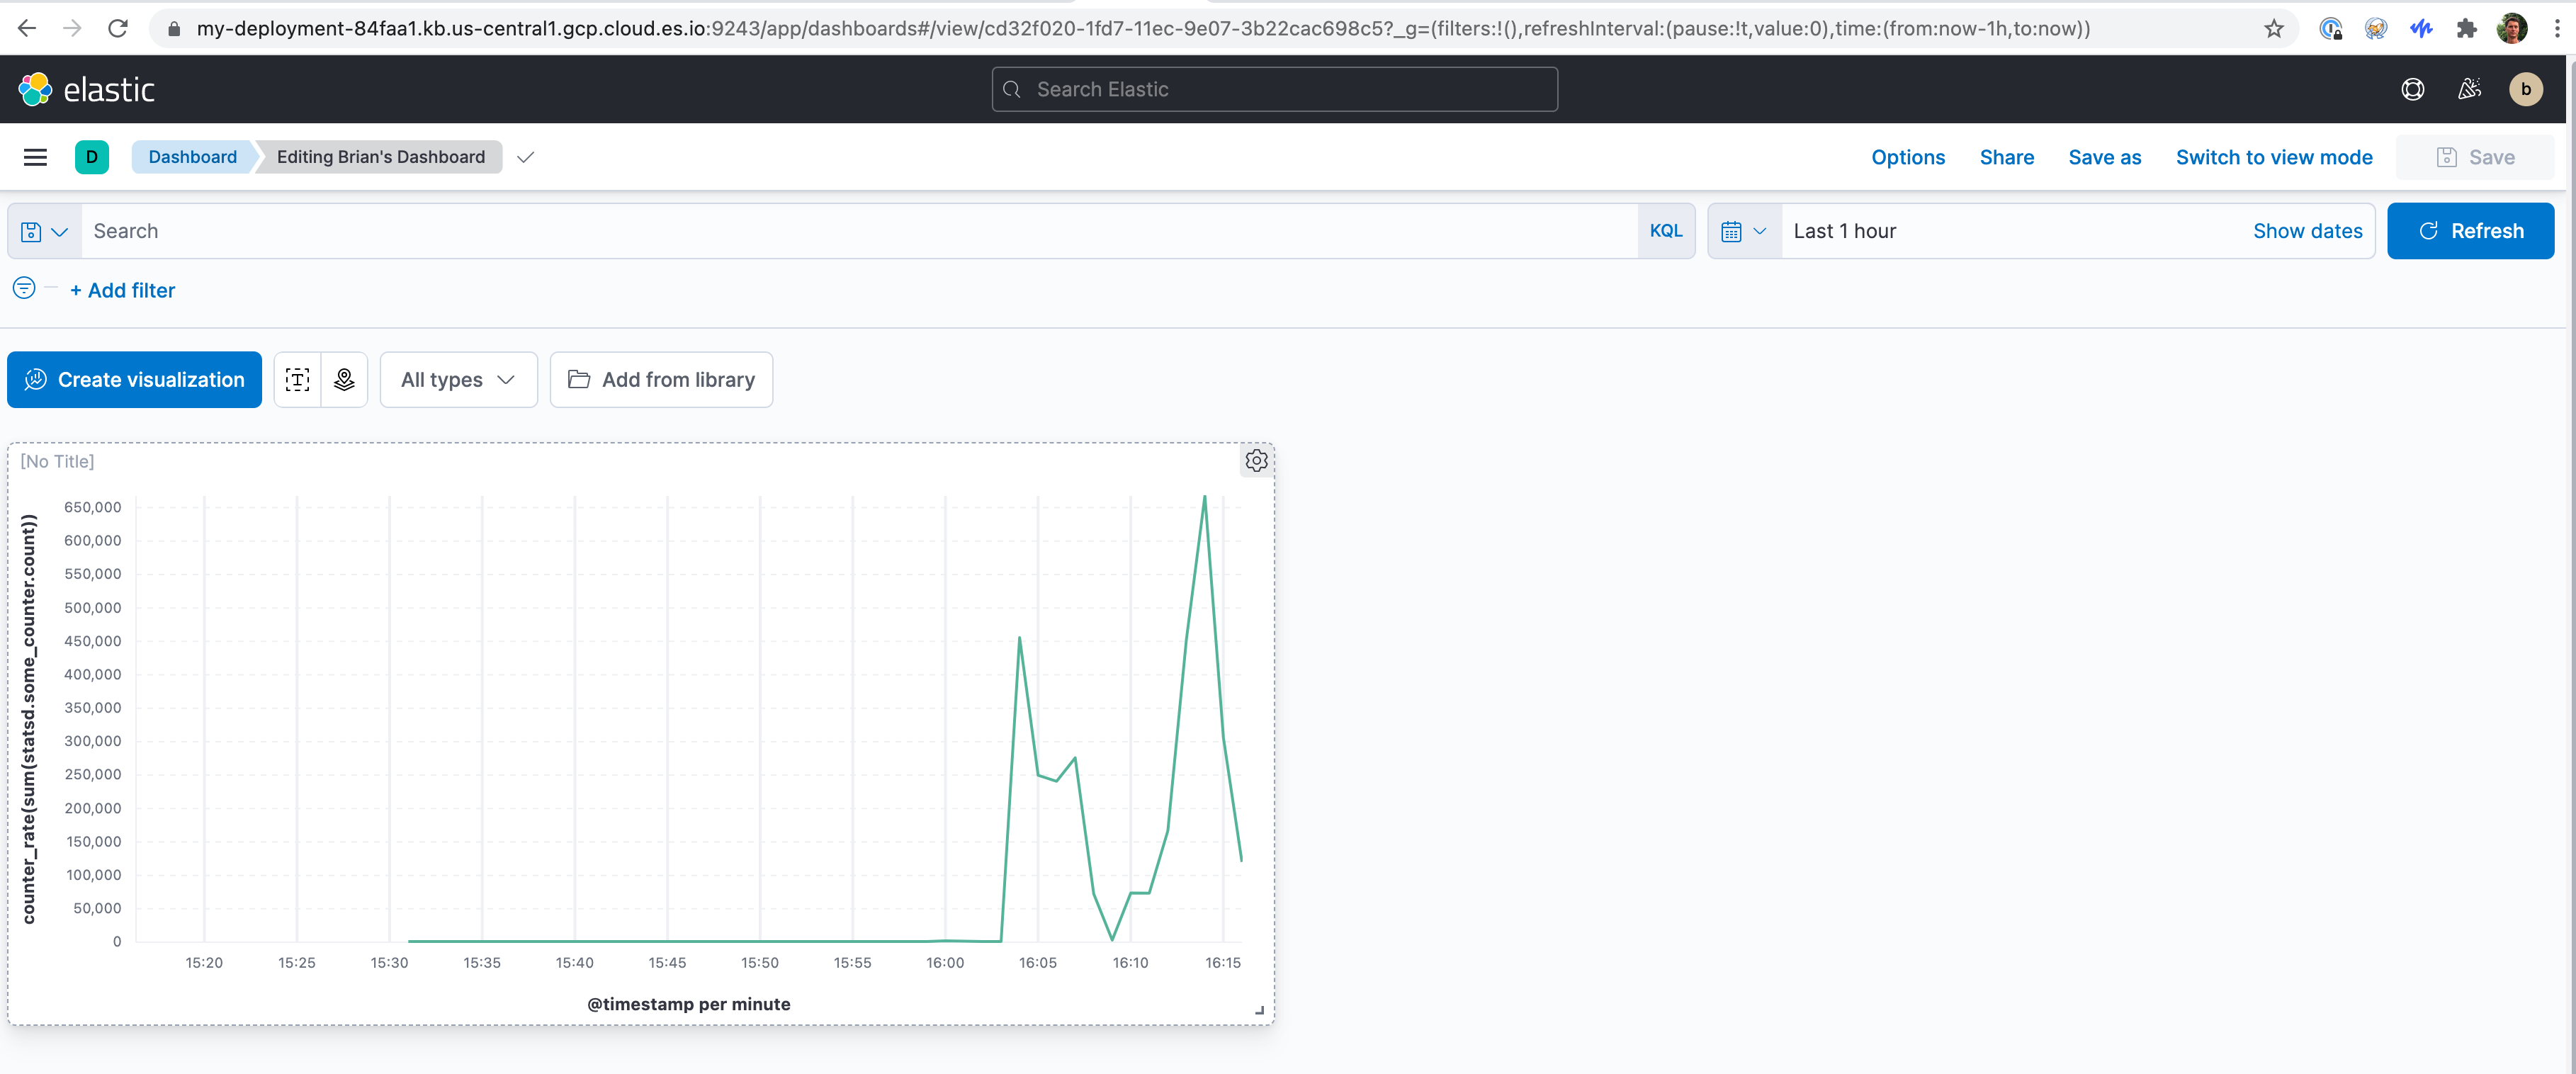 my-deployment-84faa1.kb.us-central1.gcp.cloud.es.io:9243/app/dashboards#/view/cd32f020-1fd7-11ec-9e07-3b22cac698c5?_g=(filters:!(),refreshInterval:(pause:!t,value:0),time:(from:now-1h,to:now))
elastic
Search Elastic
b
D
Dashboard
Editing Brian's Dashboard
Options
Share
Save as
Switch to view mode
Save
Search
KQL
Last 1 hour
Show dates
Refresh
+ Add filter
Create visualization
T
All types
Add from library
[No Title]
counter_rate(sum(statsd.some_counter.count))
650,000
600,000
550,000
500,000
450,000
400,000
350,000
300,000
250,000
200,000
150,000
100,000
50,000
0
15:20
15:25
15:30
15:35
15:40
15:45
15:50
15:55
16:00
16:05
16:10
16:15
@timestamp per minute